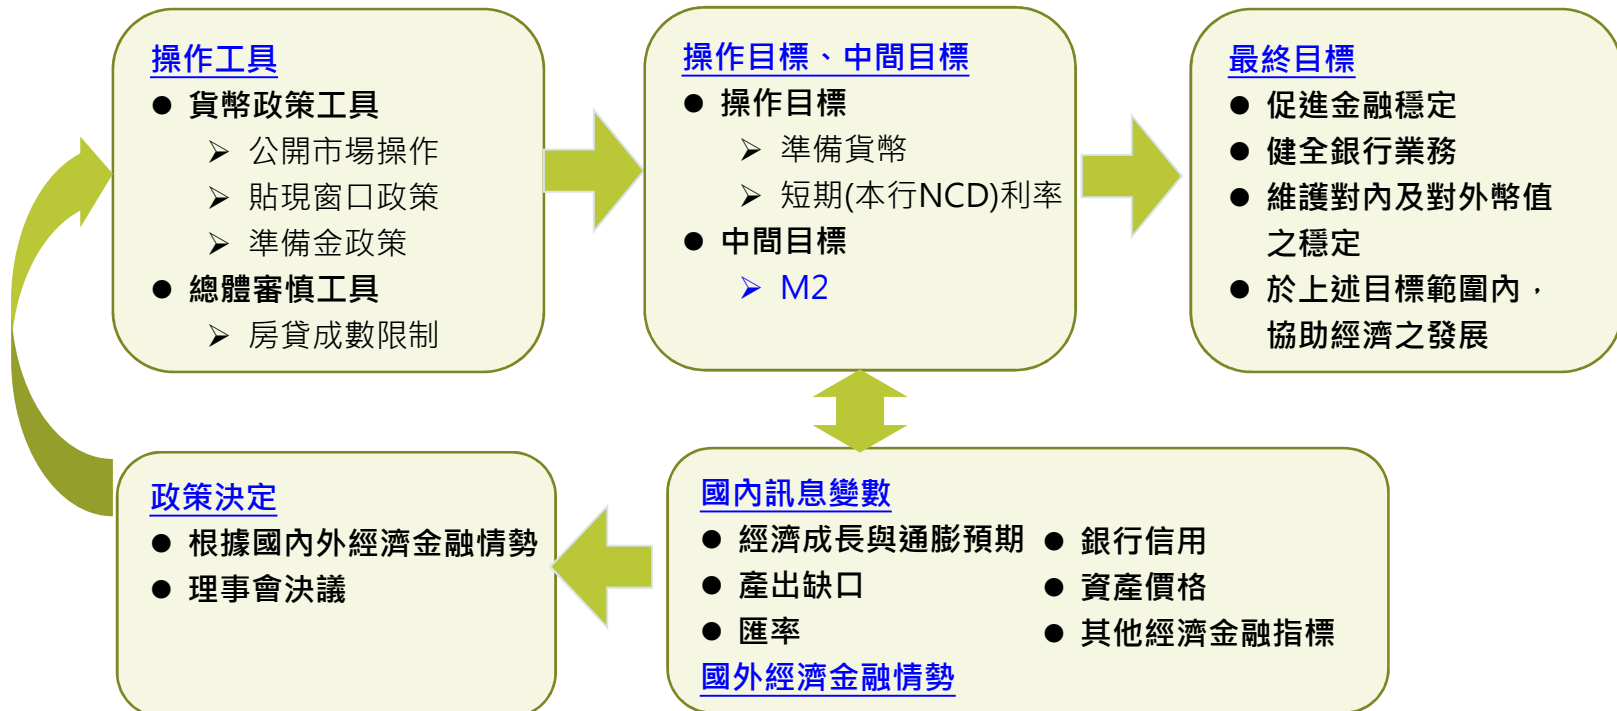 操作工具
● 貨幣政策工具
➢ 公開市場操作
➢ 貼現窗口政策
➢ 準備金政策
● 總體審慎工具
➢ 房貸成數限制
操作目標、中間目標
● 操作目標
➢ 準備貨幣
➢ 短期(本行NCD)利率
● 中間目標
➢ M2
最終目標
● 促進金融穩定
● 健全銀行業務
● 維護對內及對外幣值
之穩定
● 於上述目標範圍內，
協助經濟之發展
政策決定
● 根據國內外經濟金融情勢
● 理事會決議
國內訊息變數
● 經濟成長與通膨預期
● 產出缺口
● 匯率
● 銀行信用
● 資產價格
● 其他經濟金融指標
國外經濟金融情勢